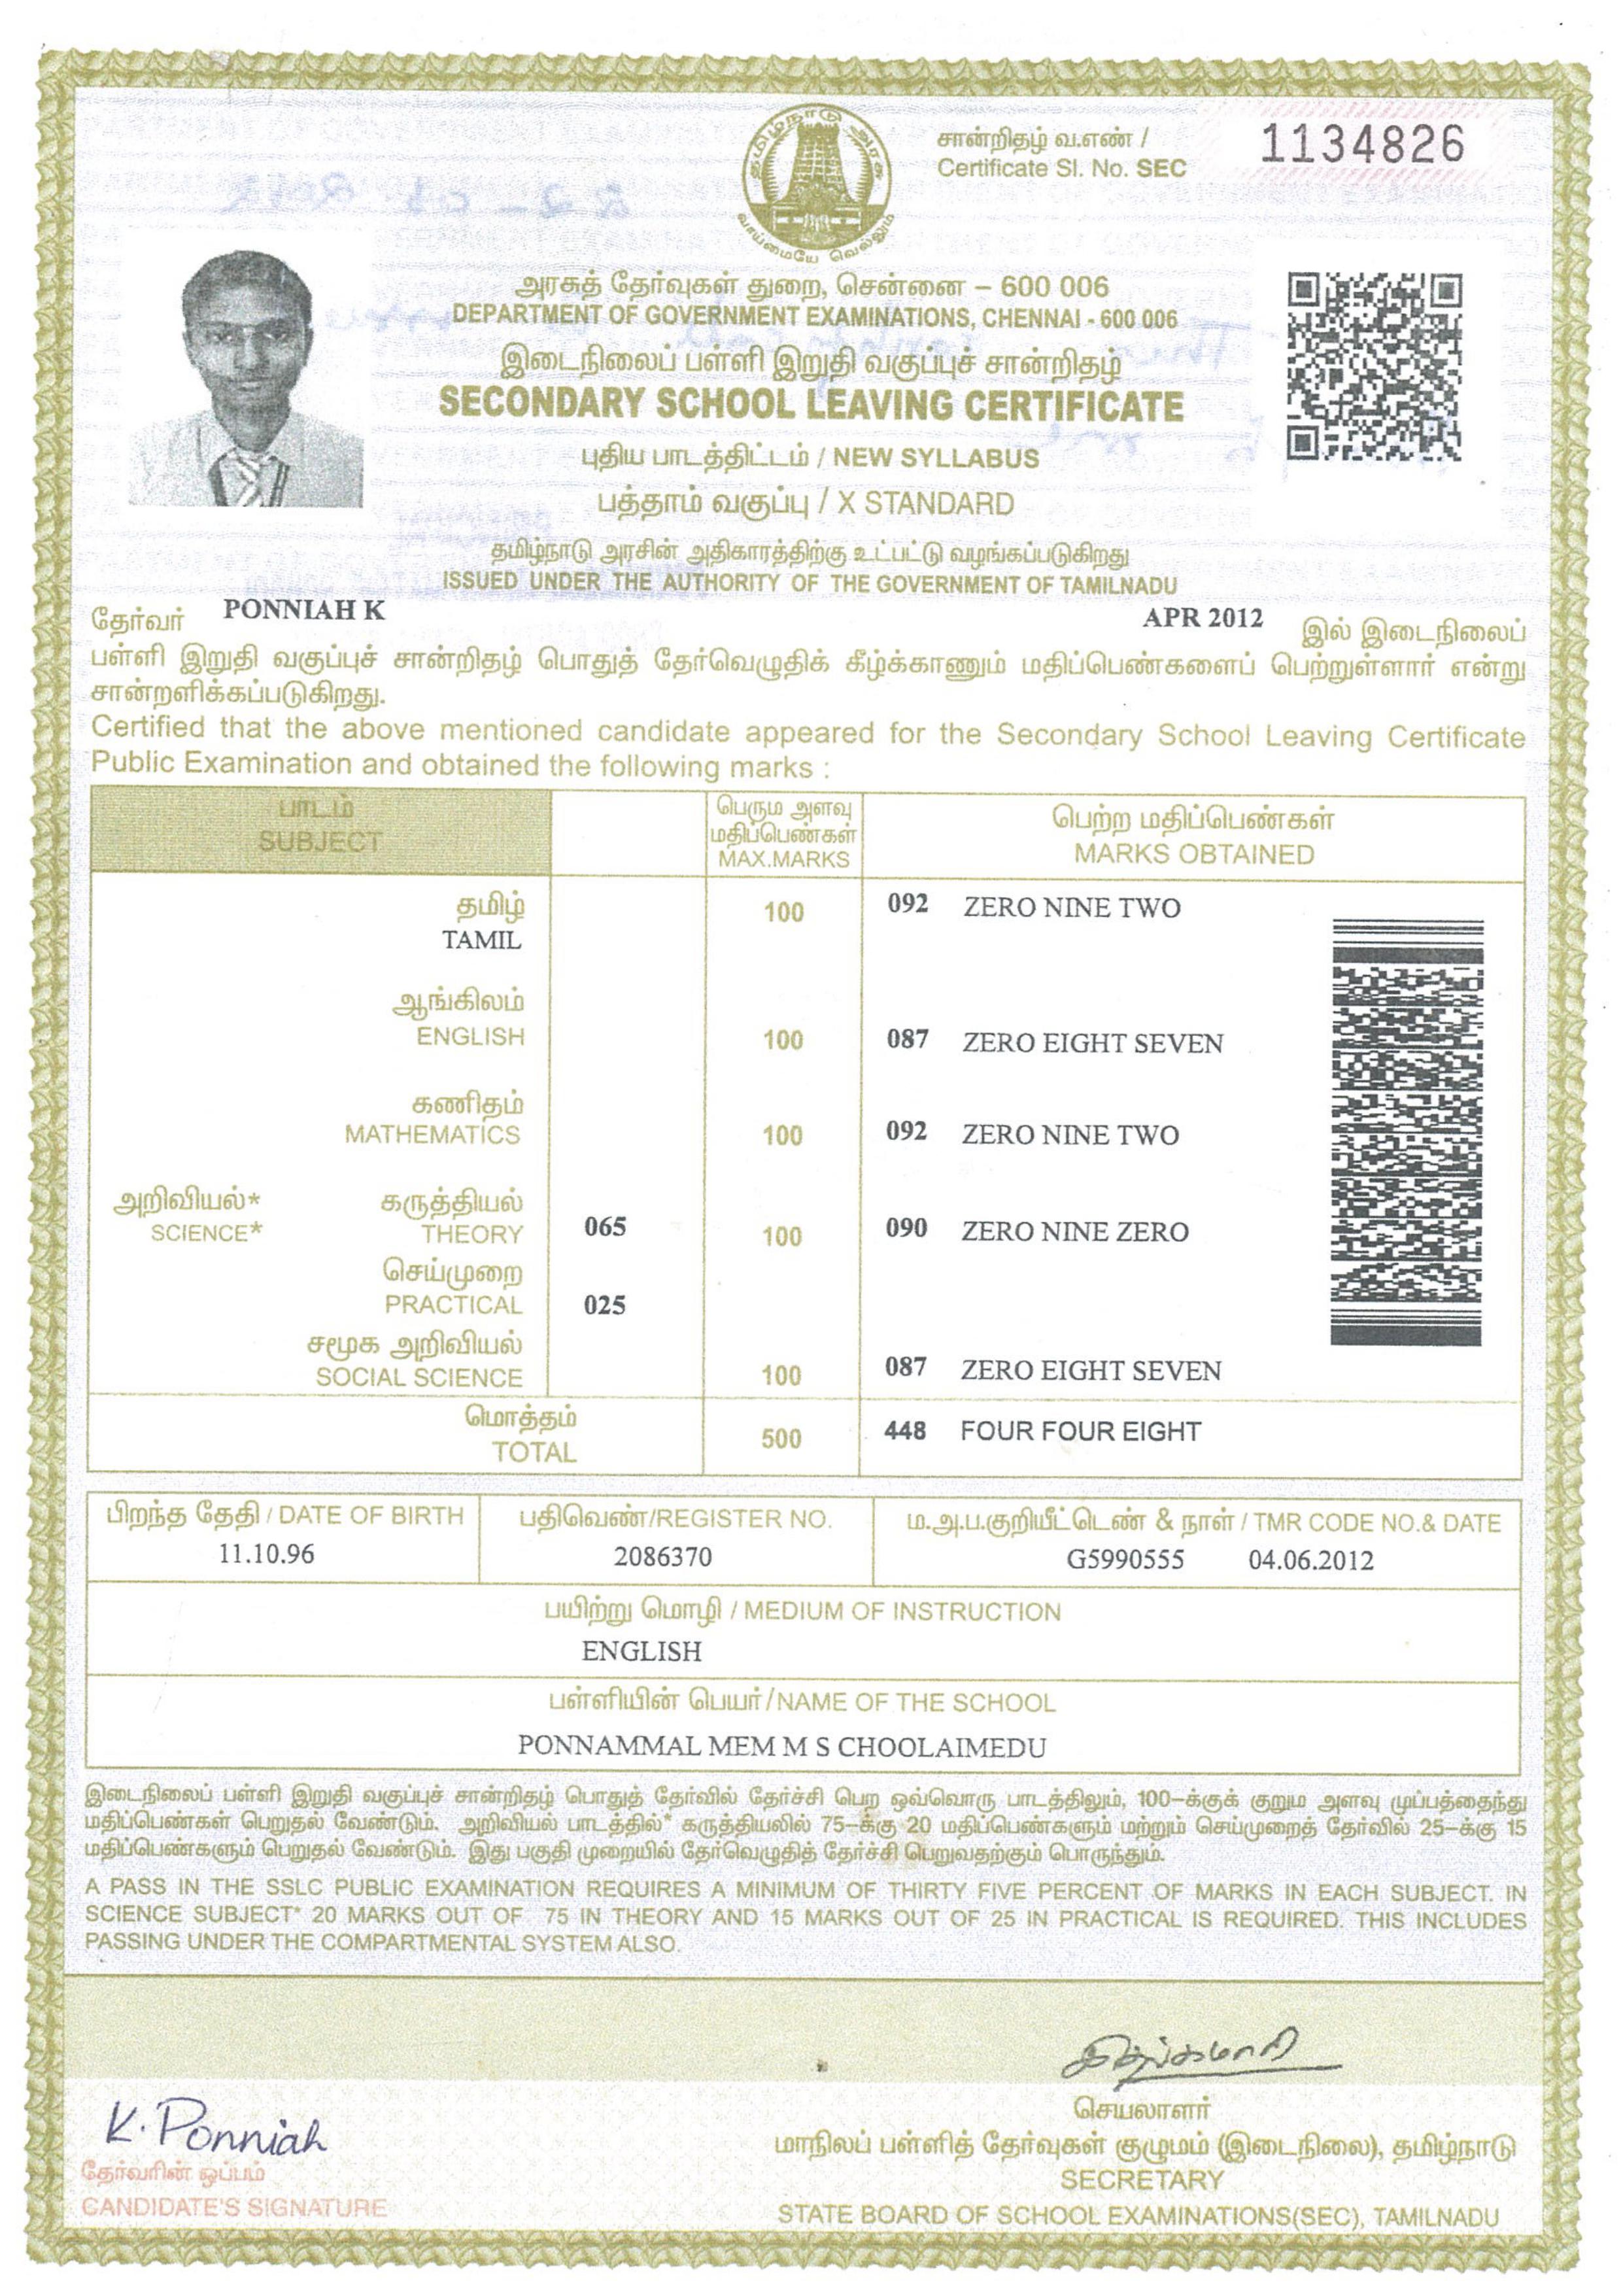 தமிழ்நாடு அரசு
வாய்மையே வெல்லும்
சான்றிதழ் வ.எண் /
Certificate Sl. No. SEC
1134826
அரசுத் தேர்வுகள் துறை, சென்னை – 600 006
DEPARTMENT OF GOVERNMENT EXAMINATIONS, CHENNAI - 600 006
இடைநிலைப் பள்ளி இறுதி வகுப்புச் சான்றிதழ்
SECONDARY SCHOOL LEAVING CERTIFICATE
புதிய பாடத்திட்டம் / NEW SYLLABUS
பத்தாம் வகுப்பு / X STANDARD
தமிழ்நாடு அரசின் அதிகாரத்திற்கு உட்பட்டு வழங்கப்படுகிறது
ISSUED UNDER THE AUTHORITY OF THE GOVERNMENT OF TAMILNADU
தேர்வர் PONNIAH K APR 2012 இல் இடைநிலைப்
பள்ளி இறுதி வகுப்புச் சான்றிதழ் பொதுத் தேர்வெழுதிக் கீழ்க்காணும் மதிப்பெண்களைப் பெற்றுள்ளார் என்று
சான்றளிக்கப்படுகிறது.
Certified that the above mentioned candidate appeared for the Secondary School Leaving Certificate
Public Examination and obtained the following marks :
பாடம்
SUBJECT
பெரும அளவு
மதிப்பெண்கள்
MAX.MARKS
பெற்ற மதிப்பெண்கள்
MARKS OBTAINED
தமிழ்
TAMIL
100 092 ZERO NINE TWO
ஆங்கிலம்
ENGLISH 100 087 ZERO EIGHT SEVEN
கணிதம்
MATHEMATICS 100 092 ZERO NINE TWO
அறிவியல்* கருத்தியல்
SCIENCE* THEORY 065 100 090 ZERO NINE ZERO
செய்முறை
PRACTICAL 025
சமூக அறிவியல்
SOCIAL SCIENCE 100 087 ZERO EIGHT SEVEN
மொத்தம்
TOTAL 500 448 FOUR FOUR EIGHT
பிறந்த தேதி / DATE OF BIRTH
11.10.96
பதிவெண்/REGISTER NO.
2086370
ம.அ.ப.குறியீட்டெண் & நாள் / TMR CODE NO.& DATE
G5990555 04.06.2012
பயிற்று மொழி / MEDIUM OF INSTRUCTION
ENGLISH
பள்ளியின் பெயர்/NAME OF THE SCHOOL
PONNAMMAL MEM M S CHOOLAIMEDU
இடைநிலைப் பள்ளி இறுதி வகுப்புச் சான்றிதழ் பொதுத் தேர்வில் தேர்ச்சி பெற ஒவ்வொரு பாடத்திலும், 100–க்குக் குறும அளவு முப்பத்தைந்து
மதிப்பெண்கள் பெறுதல் வேண்டும். அறிவியல் பாடத்தில்* கருத்தியலில் 75–க்கு 20 மதிப்பெண்களும் மற்றும் செய்முறைத் தேர்வில் 25–க்கு 15
மதிப்பெண்களும் பெறுதல் வேண்டும். இது பகுதி முறையில் தேர்வெழுதித் தேர்ச்சி பெறுவதற்கும் பொருந்தும்.
A PASS IN THE SSLC PUBLIC EXAMINATION REQUIRES A MINIMUM OF THIRTY FIVE PERCENT OF MARKS IN EACH SUBJECT. IN
SCIENCE SUBJECT* 20 MARKS OUT OF 75 IN THEORY AND 15 MARKS OUT OF 25 IN PRACTICAL IS REQUIRED. THIS INCLUDES
PASSING UNDER THE COMPARTMENTAL SYSTEM ALSO.
K. Ponniah
தேர்வரின் ஒப்பம்
CANDIDATE'S SIGNATURE
செயலாளர்
மாநிலப் பள்ளித் தேர்வுகள் குழுமம் (இடைநிலை), தமிழ்நாடு
SECRETARY
STATE BOARD OF SCHOOL EXAMINATIONS(SEC), TAMILNADU